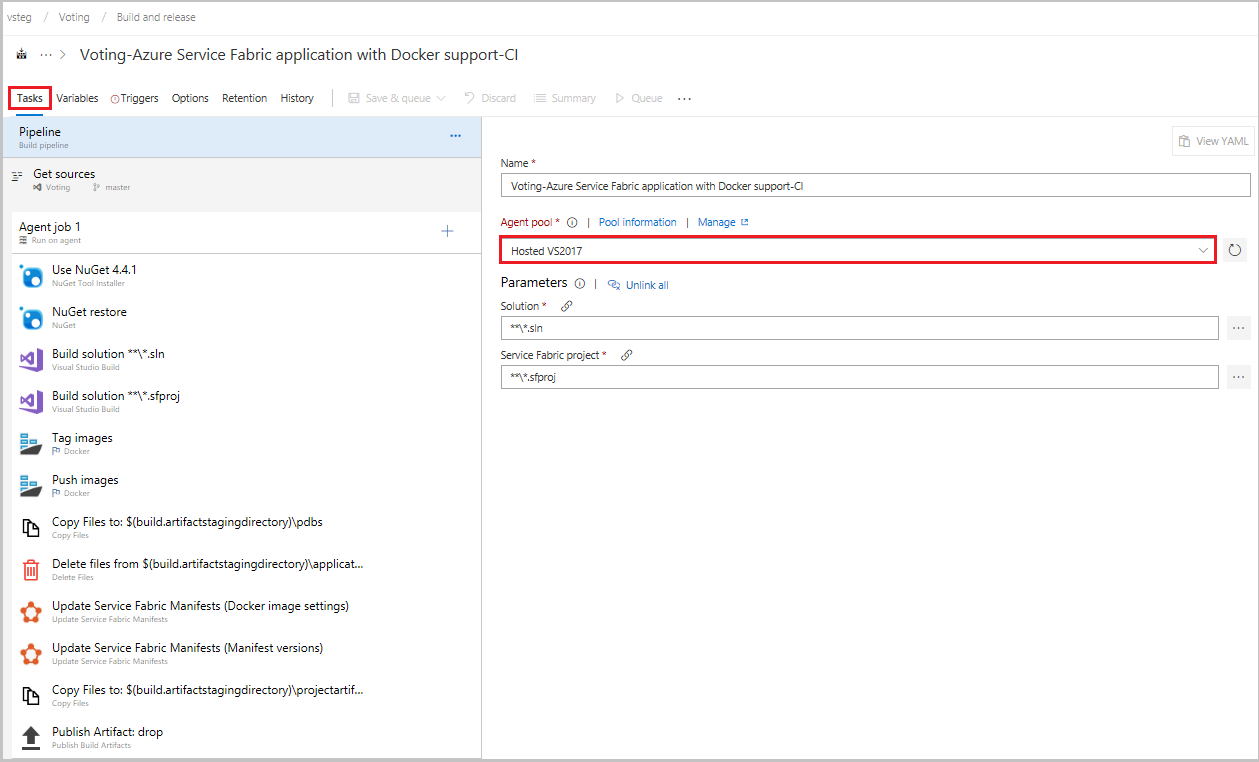 vsteg / Voting / Build and release
... > Voting-Azure Service Fabric application with Docker support-CI
Tasks Variables Triggers Options Retention History | Save & queue Discard Summary Queue ...
Pipeline ...
Build pipeline
Get sources
Voting master
Agent job 1 +
Run on agent
Use NuGet 4.4.1
NuGet Tool Installer
NuGet restore
NuGet
Build solution **\*.sln
Visual Studio Build
Build solution **\*.sfproj
Visual Studio Build
Tag images
Docker
Push images
Docker
Copy Files to: $(build.artifactstagingdirectory)\pdbs
Copy Files
Delete files from $(build.artifactstagingdirectory)\applicat...
Delete Files
Update Service Fabric Manifests (Docker image settings)
Update Service Fabric Manifests
Update Service Fabric Manifests (Manifest versions)
Update Service Fabric Manifests
Copy Files to: $(build.artifactstagingdirectory)\projectartif...
Copy Files
Publish Artifact: drop
Publish Build Artifacts
View YAML
Name *
Voting-Azure Service Fabric application with Docker support-CI
Agent pool * | Pool information | Manage
Hosted VS2017
Parameters | Unlink all
Solution *
**\*.sln ...
Service Fabric project *
**\*.sfproj ...